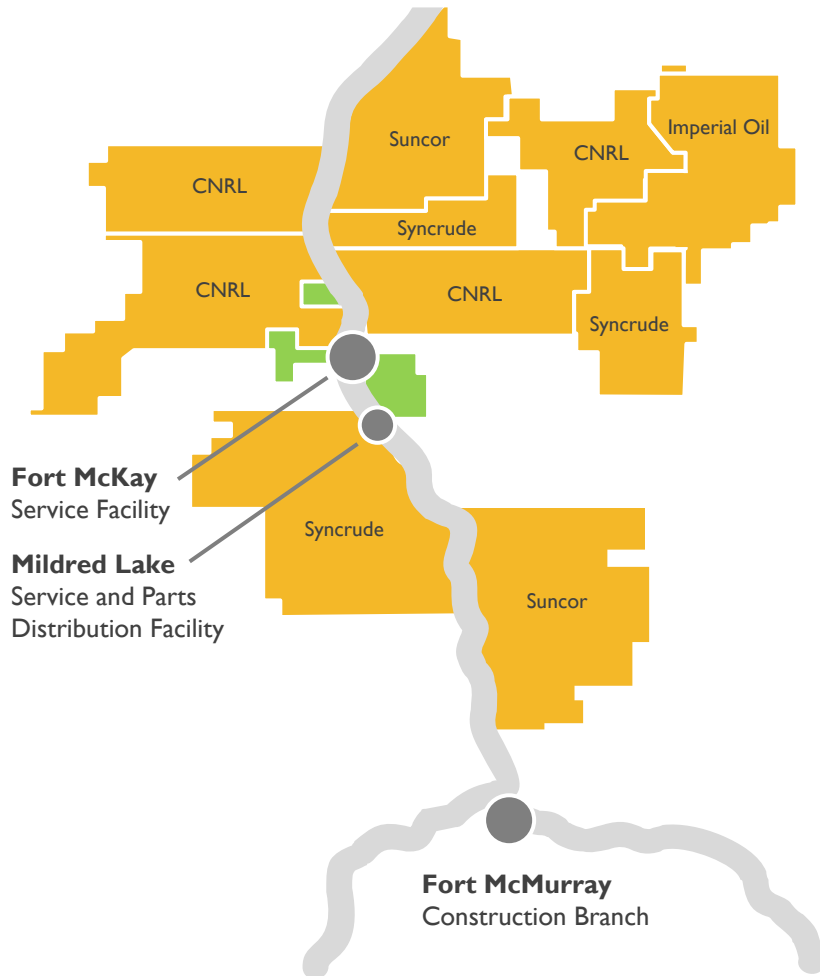 Imperial Oil
Suncor
CNRL
CNRL
Syncrude
CNRL
CNRL
Syncrude
Fort McKay
Service Facility
Syncrude
Mildred Lake
Service and Parts
Distribution Facility
Suncor
Fort McMurray
Construction Branch